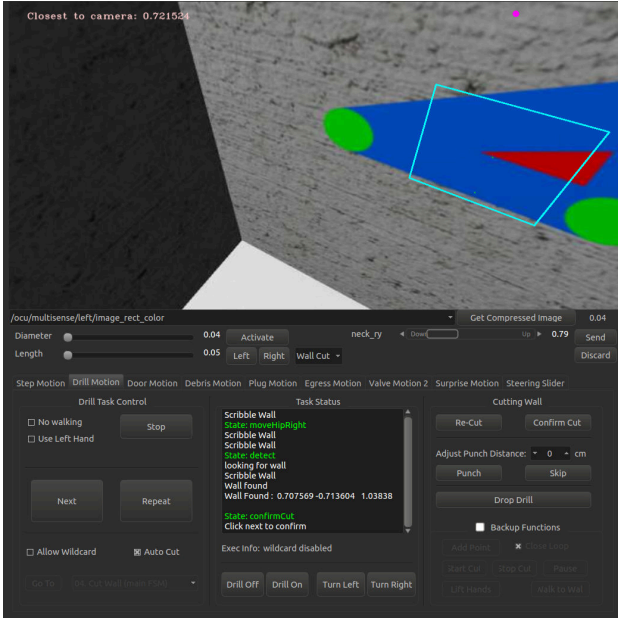 Closest to camera: 0.721524
/ocu/multisense/left/image_rect_color
Get Compressed Image
0.04
Diameter
0.04
Activate
neck_ry
Down
Up
0.79
Send
Length
0.05
Left
Right
Wall Cut
Discard
Step Motion Drill Motion Door Motion Debris Motion Plug Motion Egress Motion Valve Motion 2 Surprise Motion Steering Slider
Drill Task Control
No walking
Use Left Hand
Stop
Next
Repeat
Allow Wildcard
Auto Cut
Go To
Task Status
Scribble Wall
State: moveHipRight
Scribble Wall
Scribble Wall
State: detect
looking for wall
Scribble Wall
Wall found
Wall Found : 0.707569 -0.713604 1.03838
State: confirmCut
Click next to confirm
Exec Info: wildcard disabled
Drill Off
Drill On
Turn Left
Turn Right
Cutting Wall
Re-Cut
Confirm Cut
Adjust Punch Distance:
0
cm
Punch
Skip
Drop Drill
Backup Functions
Add Point
Close Loop
Start Cut
Stop Cut
Pause
Lift Hands
Walk to Wal